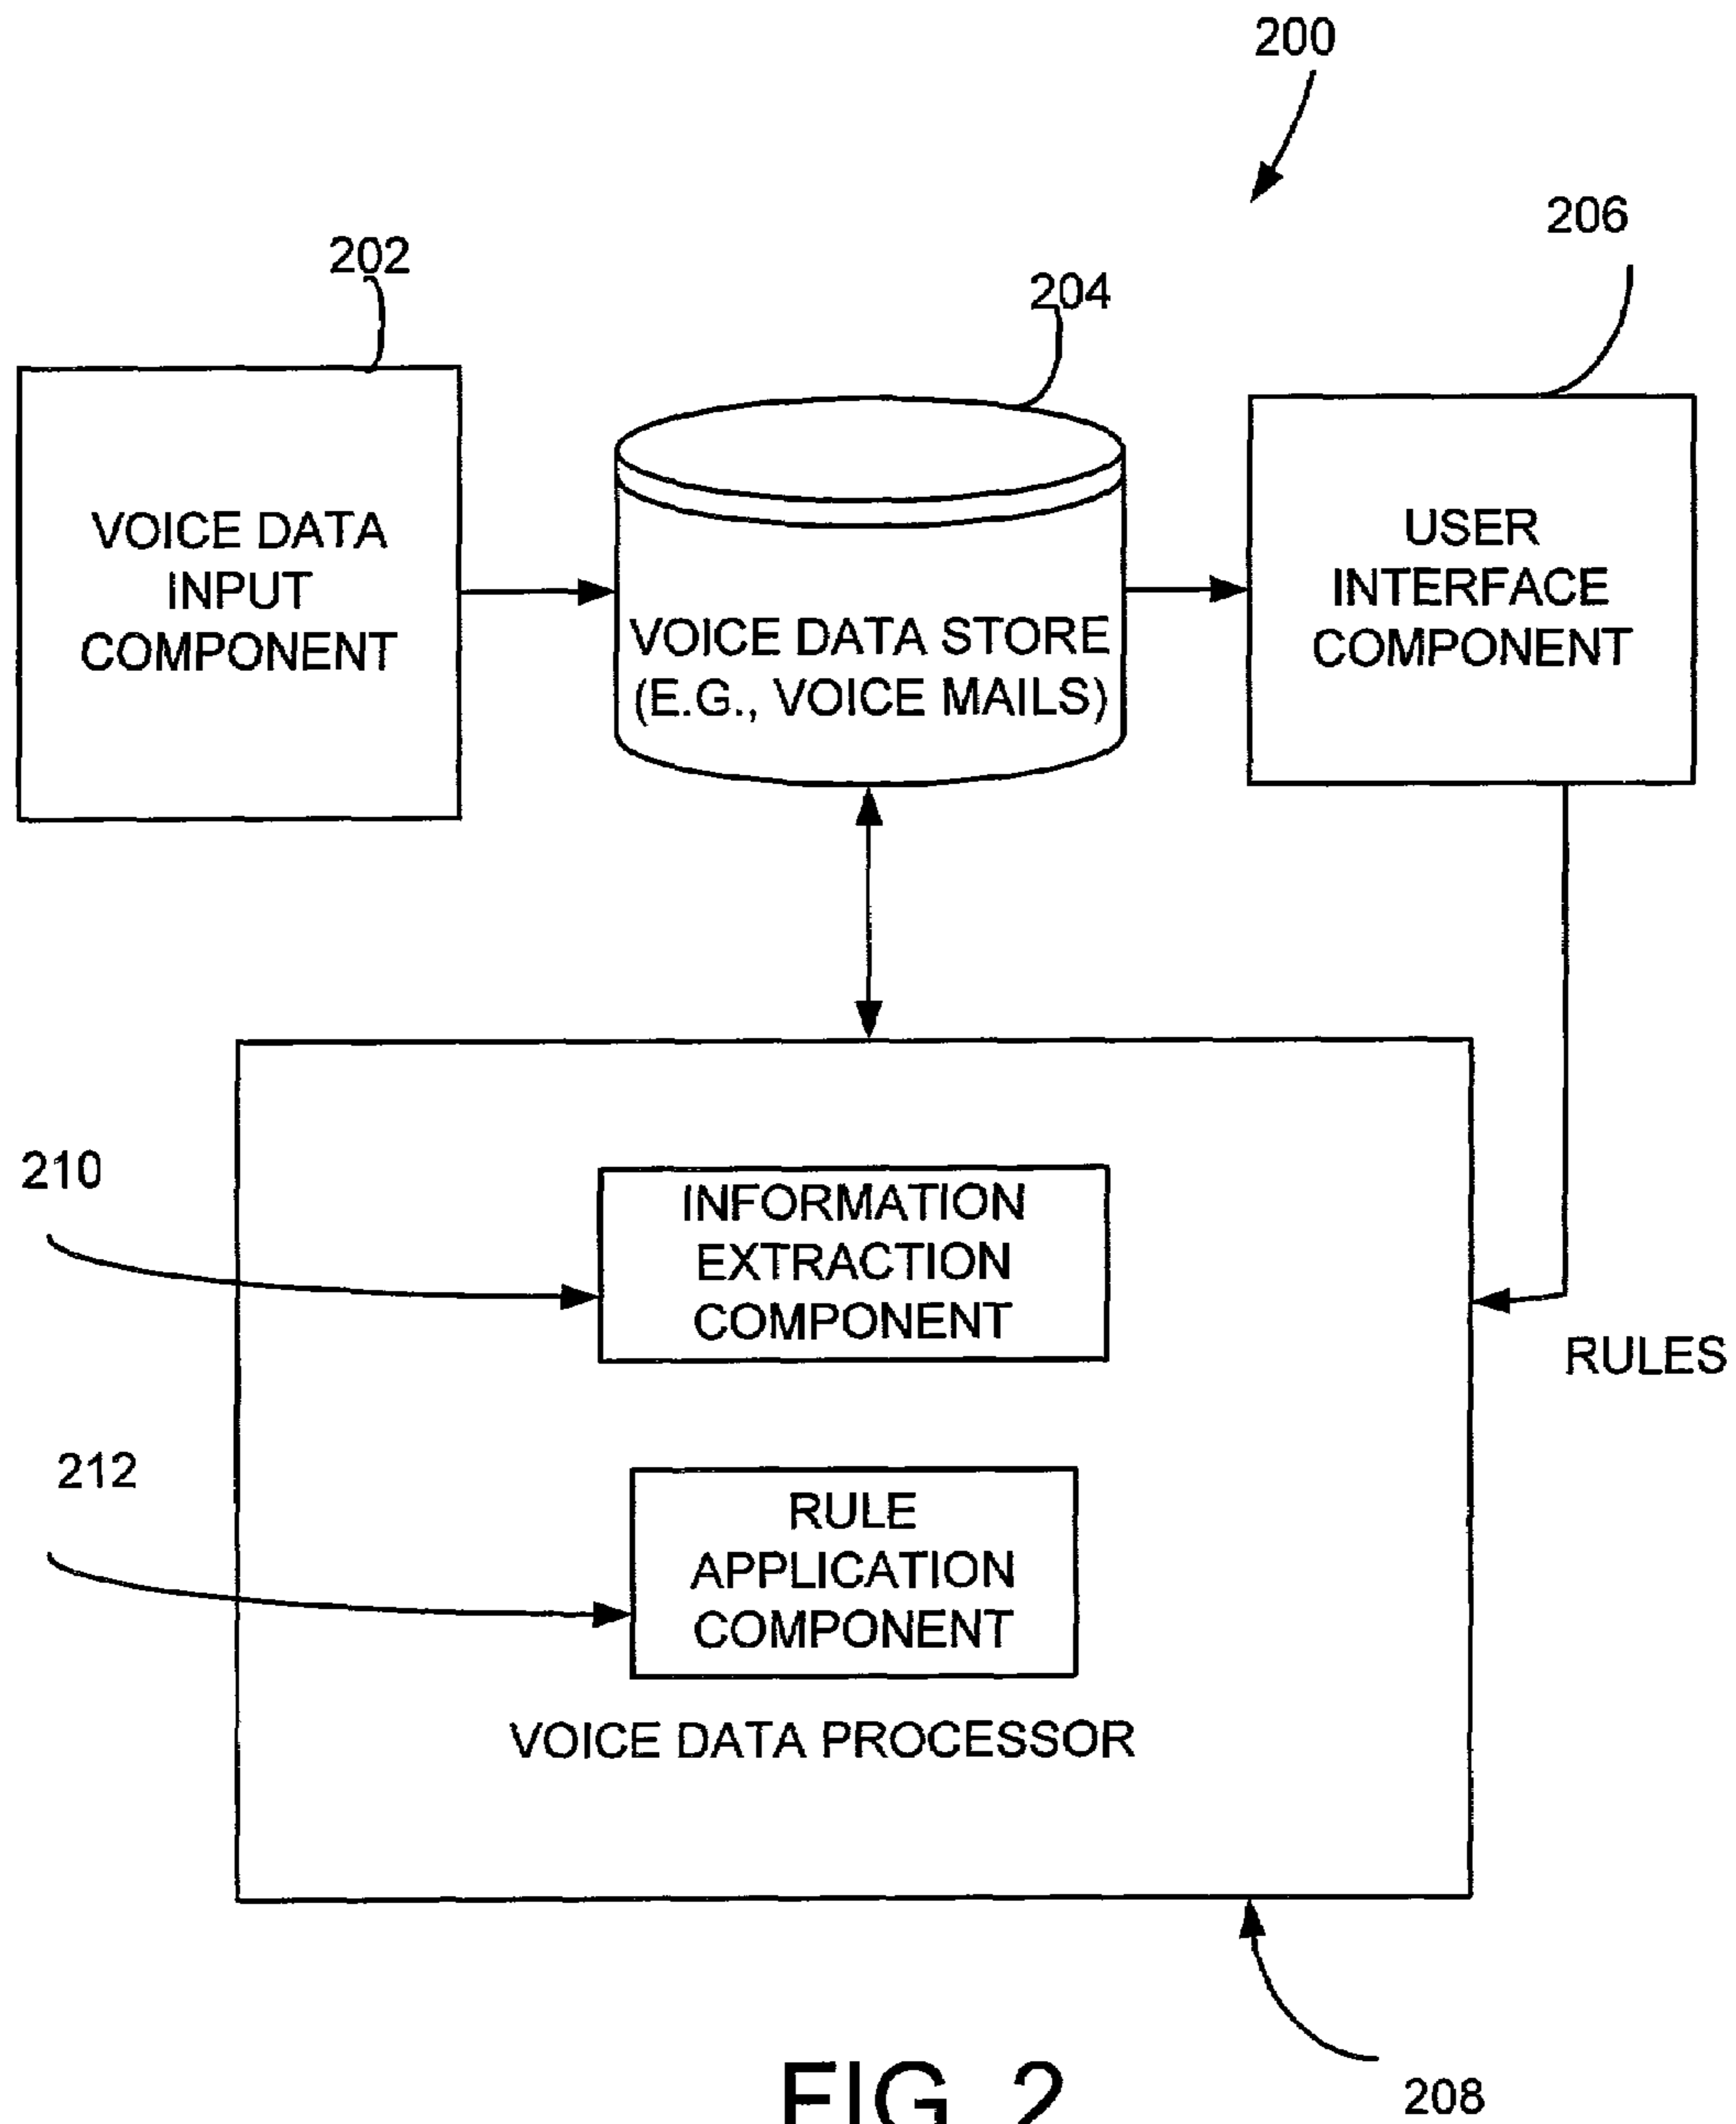 200
206
202
204
VOICE DATA
INPUT
COMPONENT
VOICE DATA STORE
(E.G., VOICE MAILS)
USER
INTERFACE
COMPONENT
210
INFORMATION
EXTRACTION
COMPONENT
RULES
212
RULE
APPLICATION
COMPONENT
VOICE DATA PROCESSOR
208
FIG. 2